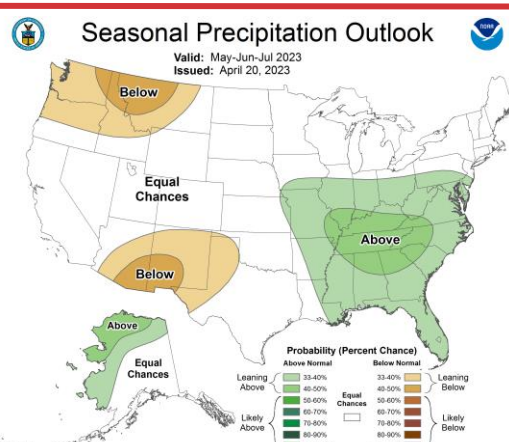 Seasonal Precipitation Outlook
NOAA
Valid: May-Jun-Jul 2023
Issued: April 20, 2023
Below
Equal
Chances
Above
Below
Above
Equal
Chances
Probability (Percent Chance)
Above Normal Below Normal
Leaning
Above
33-40%
40-50%
50-60%
60-70%
70-80%
80-90%
Likely
Above
Equal
Chances
33-40%
40-50%
50-60%
60-70%
70-80%
80-90%
Leaning
Below
Likely
Below